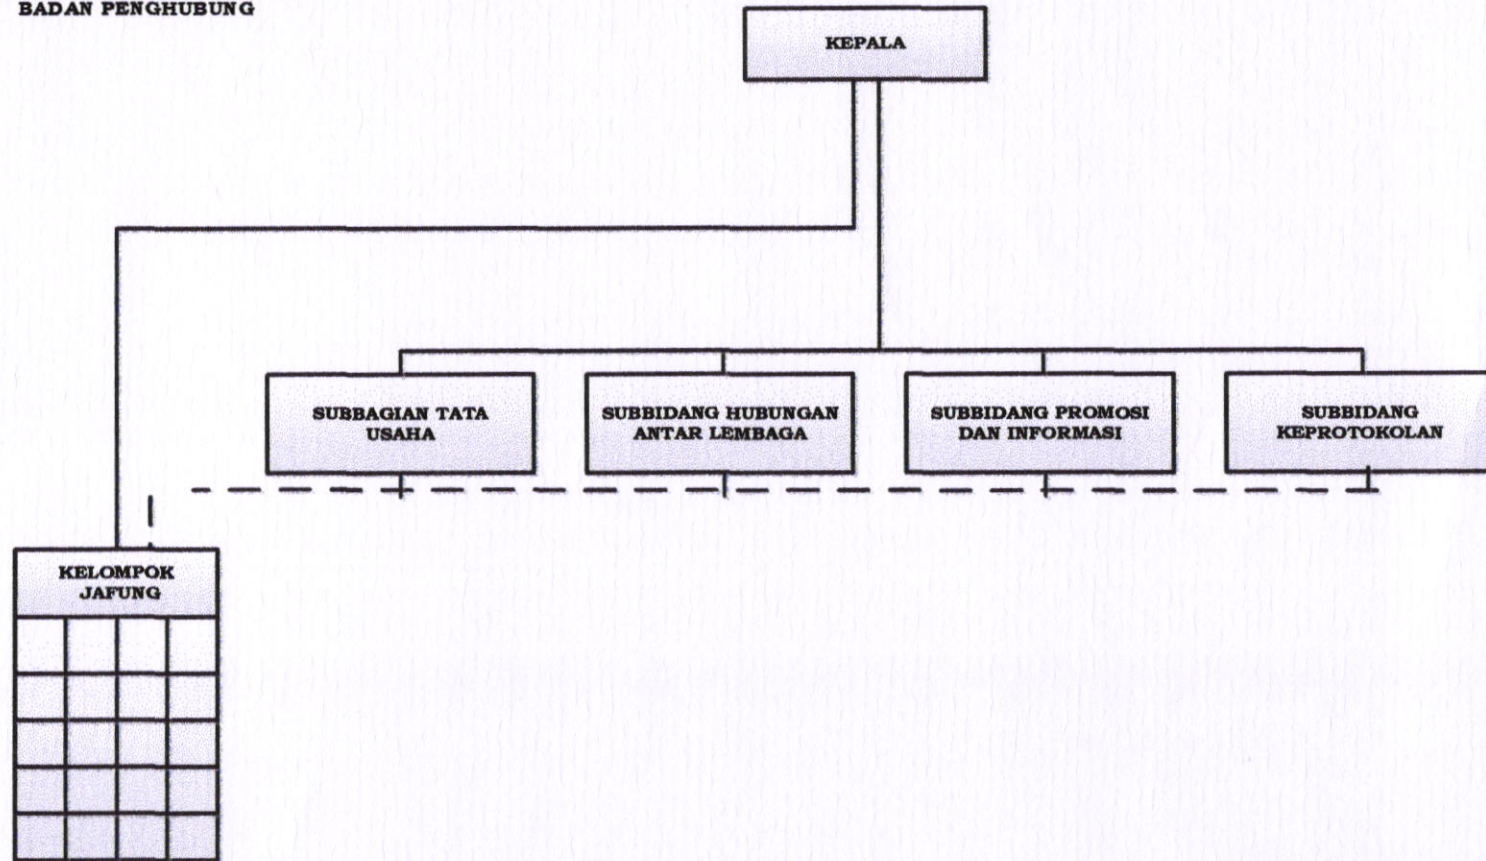 BADAN PENGHUBUNG
KEPALA
SUBBAGIAN TATA
USAHA
SUBBIDANG HUBUNGAN
ANTAR LEMBAGA
SUBBIDANG PROMOSI
DAN INFORMASI
SUBBIDANG
KEPROTOKOLAN
KELOMPOK
JAFUNG